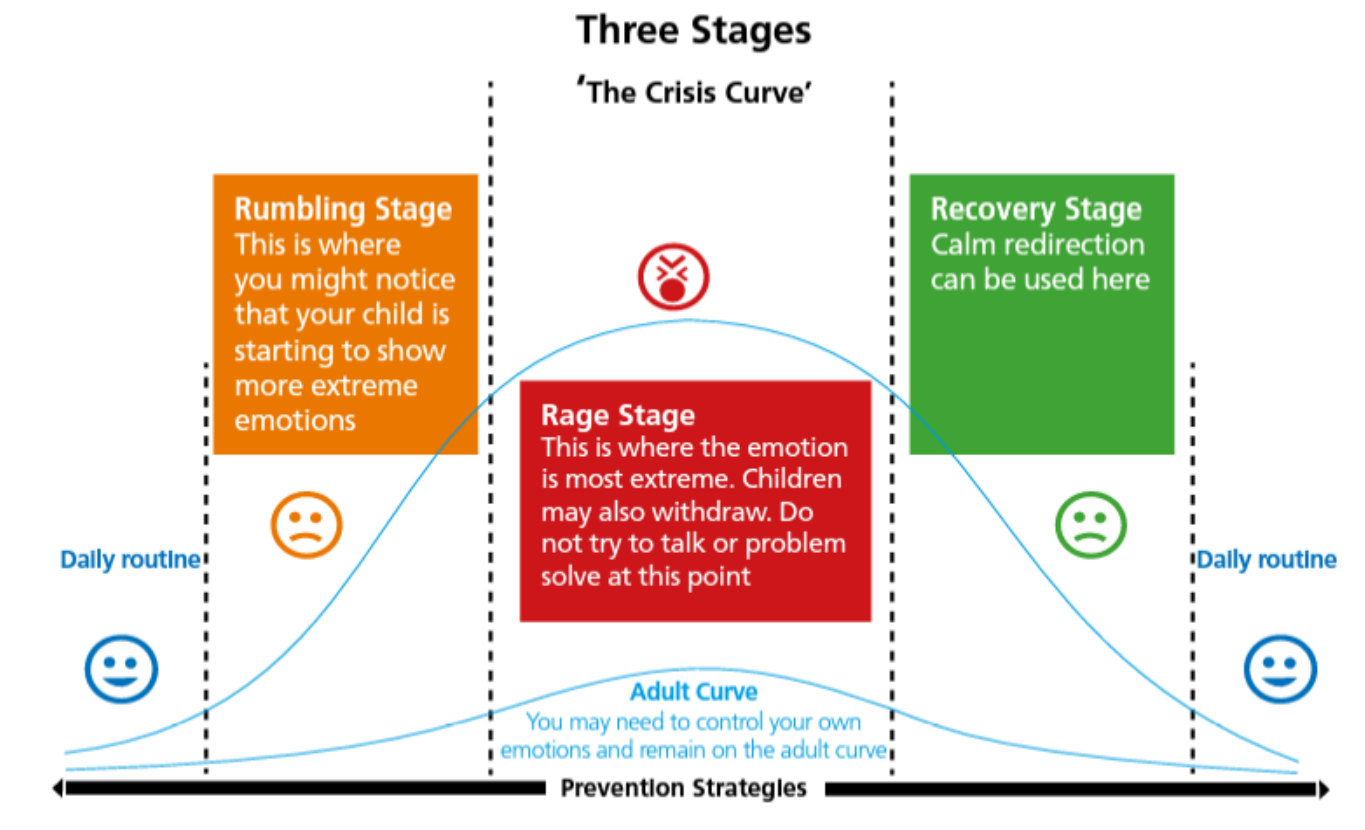 Three Stages
‘The Crisis Curve’
Rumbling Stage
This is where
you might notice
that your child is
starting to show
more extreme
emotions
Recovery Stage
Calm redirection
can be used here
Rage Stage
This is where the emotion
is most extreme. Children
may also withdraw. Do
not try to talk or problem
solve at this point
Daily routine
Daily routine
Adult Curve
You may need to control your own
emotions and remain on the adult curve
Prevention Strategies